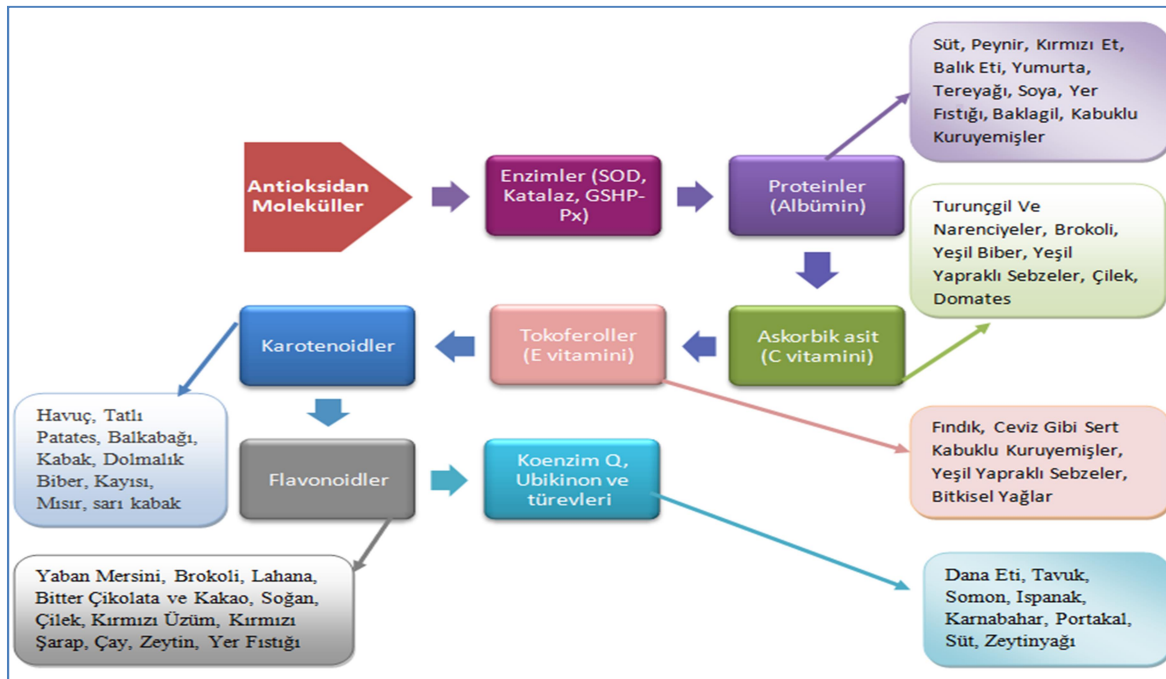 Süt, Peynir, Kırmızı Et,
Balık Eti, Yumurta,
Tereyağı, Soya, Yer
Fıstığı, Baklagil, Kabuklu
Kuruyemişler
Antioksidan
Moleküller
Enzimler (SOD,
Katalaz, GSHP-
Px)
Proteinler
(Albümin)
Turunçgil Ve
Narenciyeler, Brokoli,
Yeşil Biber, Yeşil
Yapraklı Sebzeler, Çilek,
Domates
Askorbik asit
(C vitamini)
Tokoferoller
(E vitamini)
Karotenoidler
Havuç, Tatlı
Patates, Balkabağı,
Kabak, Dolmalık
Biber, Kayısı,
Mısır, sarı kabak
Fındık, Ceviz Gibi Sert
Kabuklu Kuruyemişler,
Yeşil Yapraklı Sebzeler,
Bitkisel Yağlar
Flavonoidler
Koenzim Q,
Ubikinon ve
türevleri
Yaban Mersini, Brokoli, Lahana,
Bitter Çikolata ve Kakao, Soğan,
Çilek, Kırmızı Üzüm, Kırmızı
Şarap, Çay, Zeytin, Yer Fıstığı
Dana Eti, Tavuk,
Somon, Ispanak,
Karnabahar, Portakal,
Süt, Zeytinyağı